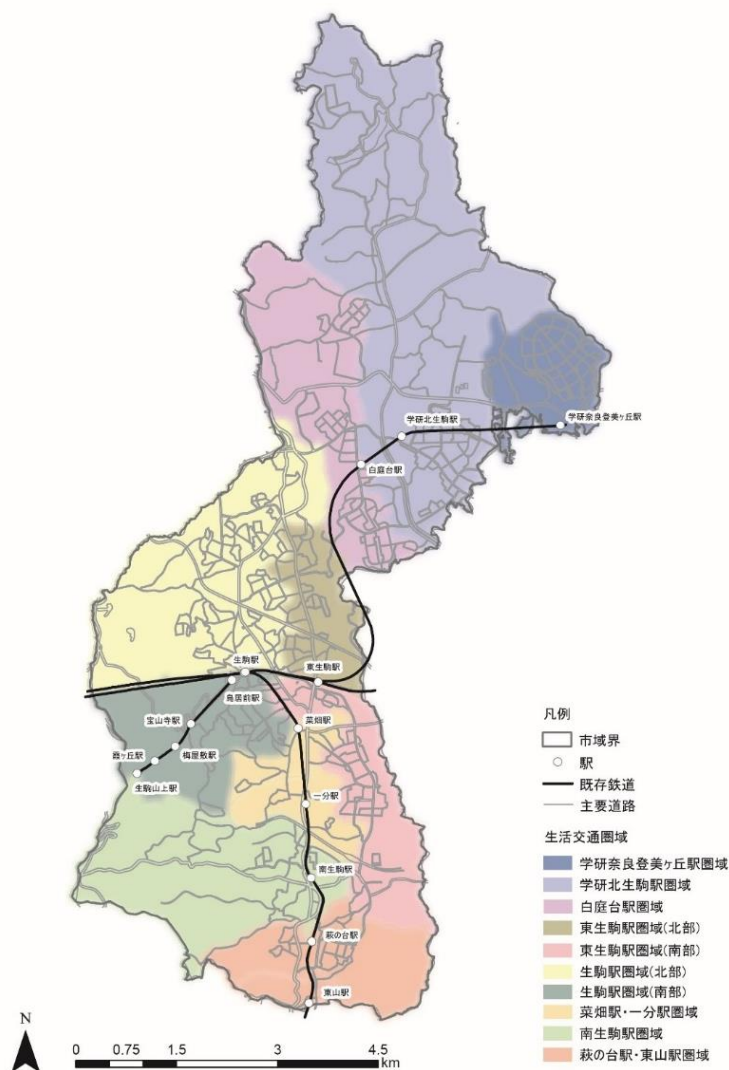 学研奈良登美ヶ丘駅
学研北生駒駅
白庭台駅
生駒駅
東生駒駅
鳥居前駅
宝山寺駅
菜畑駅
霞ヶ丘駅
梅屋敷駅
生駒山上駅
一分駅
南生駒駅
萩の台駅
東山駅
凡例
市域界
駅
既存鉄道
主要道路
生活交通圏域
学研奈良登美ヶ丘駅圏域
学研北生駒駅圏域
白庭台駅圏域
東生駒駅圏域(北部)
東生駒駅圏域(南部)
生駒駅圏域(北部)
生駒駅圏域(南部)
菜畑駅・一分駅圏域
南生駒駅圏域
萩の台駅・東山駅圏域
N
0 0.75 1.5 3 4.5
km